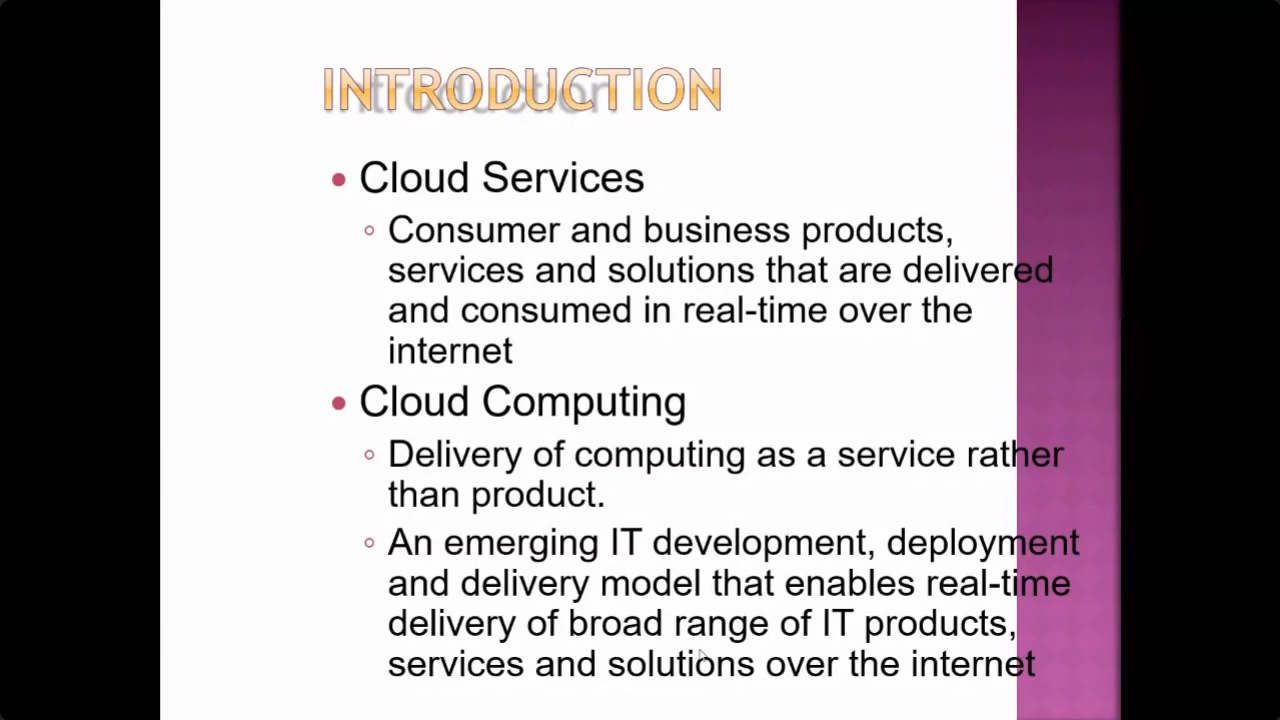 INTRODUCTION
• Cloud Services
◦ Consumer and business products,
services and solutions that are delivered
and consumed in real-time over the
internet
• Cloud Computing
◦ Delivery of computing as a service rather
than product.
◦ An emerging IT development, deployment
and delivery model that enables real-time
delivery of broad range of IT products,
services and solutions over the internet